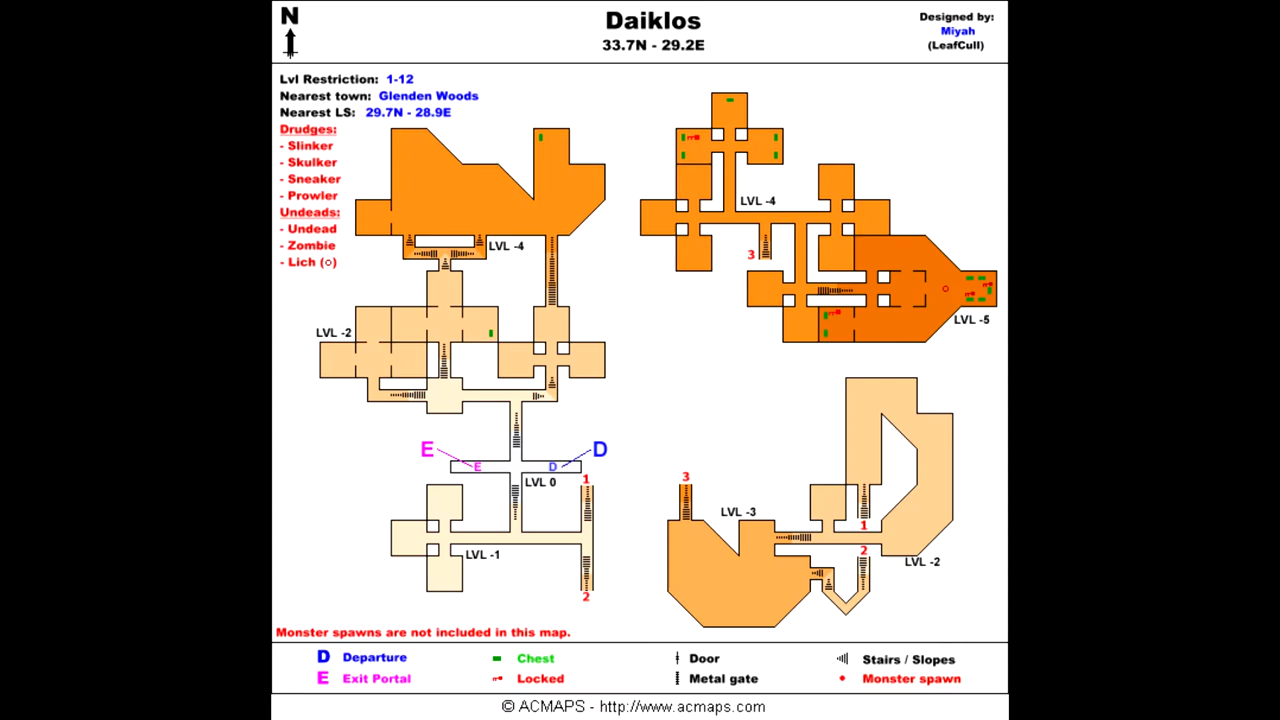 N
Daiklos
33.7N - 29.2E
Designed by:
Miyah
(LeafCull)
Lvl Restriction: 1-12
Nearest town: Glenden Woods
Nearest LS: 29.7N - 28.9E
Drudges:
- Slinker
- Skulker
- Sneaker
- Prowler
Undeads:
- Undead
- Zombie
- Lich (o)
LVL -4
LVL -4
3
LVL -5
LVL -2
E
E
D
D
LVL 0
1
2
LVL -1
3
LVL -3
1
2
LVL -2
Monster spawns are not included in this map.
D Departure
Chest
Door
Stairs / Slopes
E Exit Portal
Locked
Metal gate
Monster spawn
© ACMAPS - http://www.acmaps.com